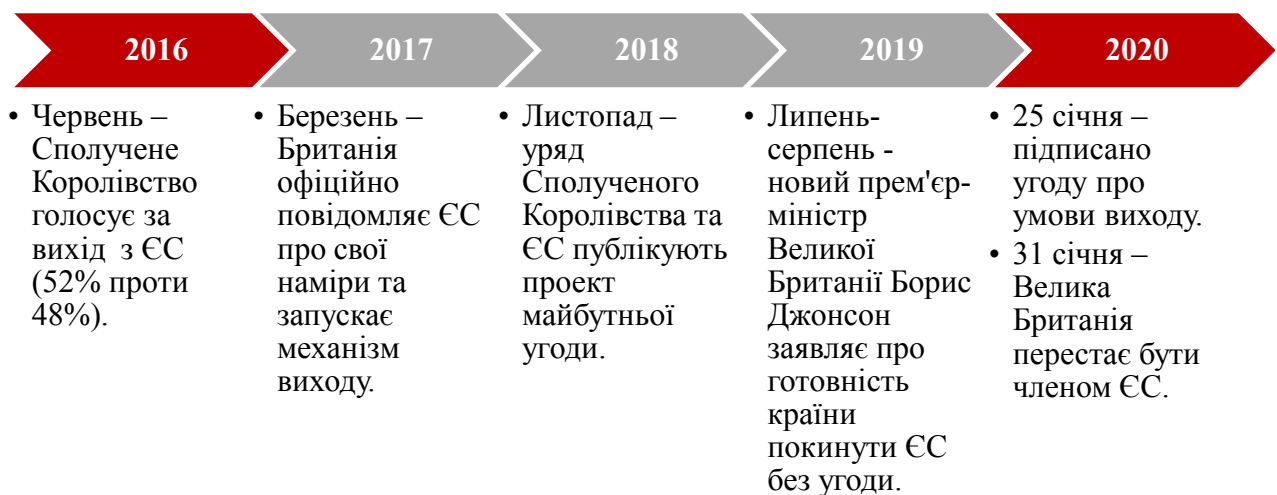 2016
2017
2018
2019
2020
• Червень –
Сполучене
Королівство
голосує за
вихід з ЄС
(52% проти
48%).
• Березень –
Британія
офіційно
повідомляє ЄС
про свої
наміри та
запускає
механізм
виходу.
• Листопад –
уряд
Сполученого
Королівства та
ЄС публікують
проект
майбутньої
угоди.
• Липень-
серпень -
новий прем'єр-
міністр
Великої
Британії Борис
Джонсон
заявляє про
готовність
країни
покинути ЄС
без угоди.
• 25 січня –
підписано
угоду про
умови виходу.
• 31 січня –
Велика
Британія
перестає бути
членом ЄС.